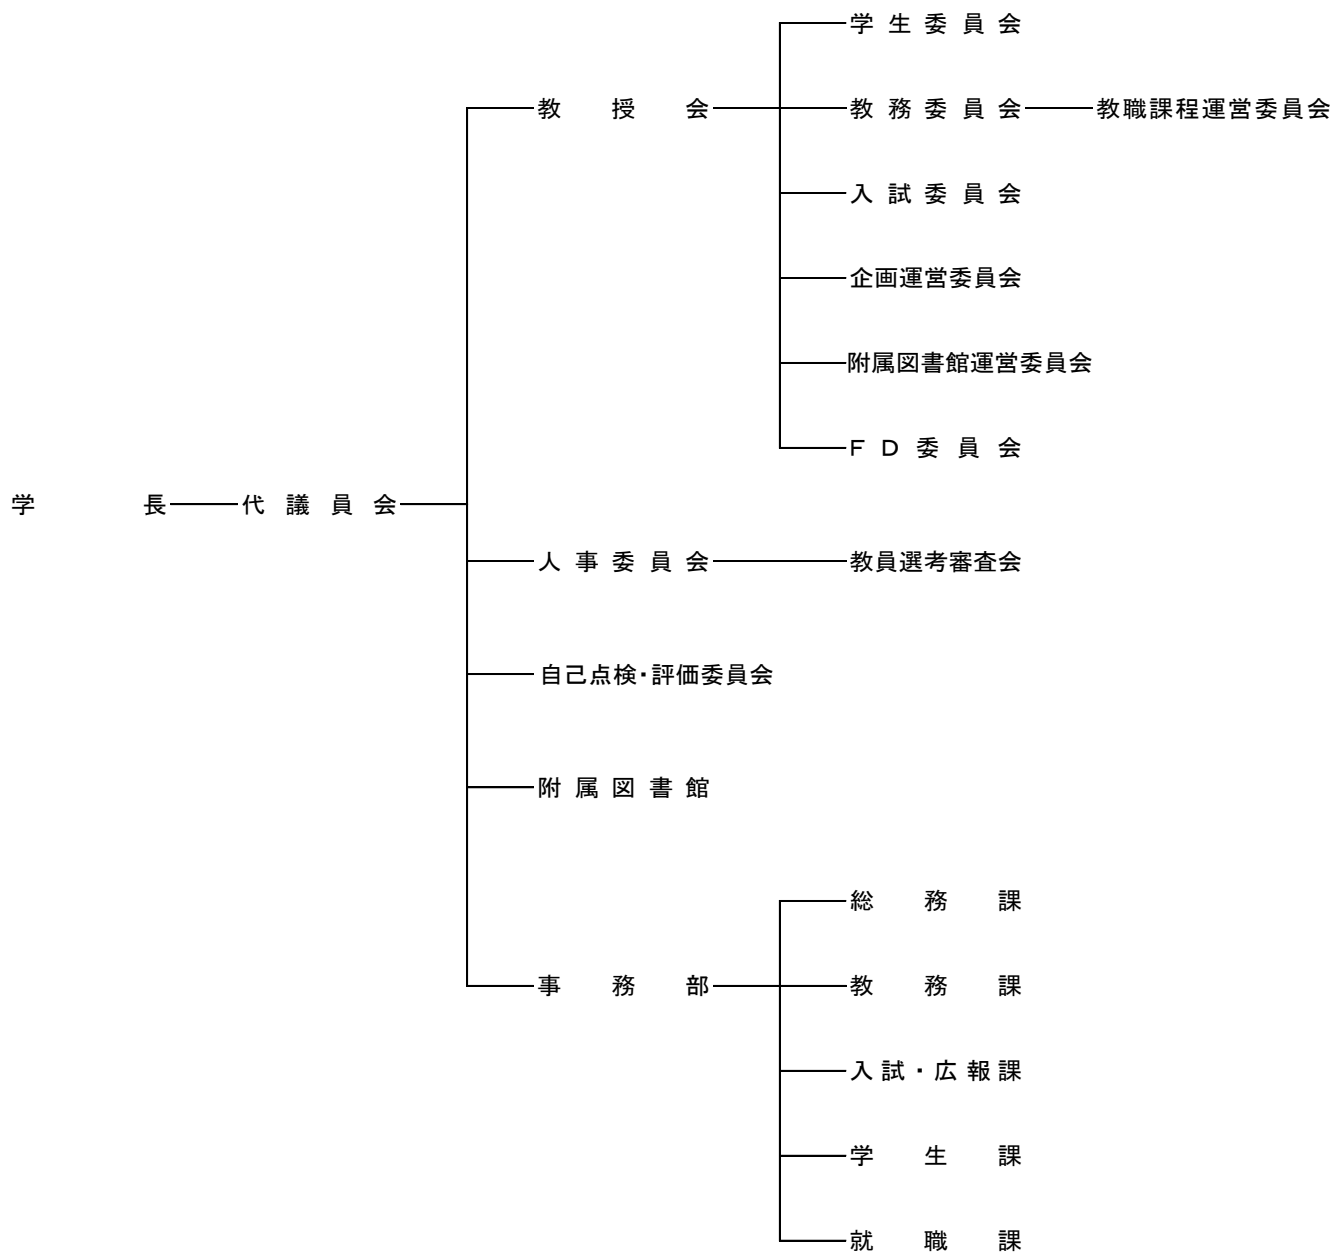 学生委員会
教授会
教務委員会
教職課程運営委員会
入試委員会
企画運営委員会
附属図書館運営委員会
ＦＤ委員会
学長
代議員会
人事委員会
教員選考審査会
自己点検・評価委員会
附属図書館
総務課
事務部
教務課
入試・広報課
学生課
就職課